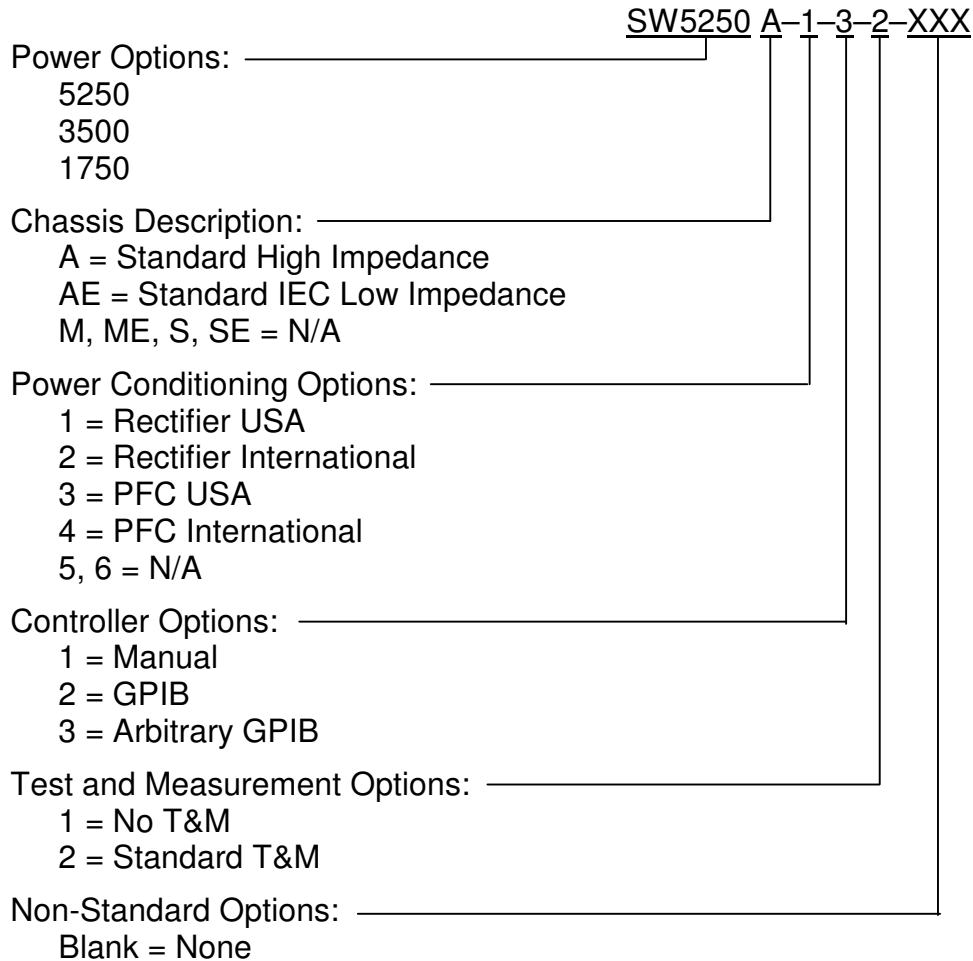 SW5250 A–1–3–2–XXX
Power Options:
5250
3500
1750
Chassis Description:
A = Standard High Impedance
AE = Standard IEC Low Impedance
M, ME, S, SE = N/A
Power Conditioning Options:
1 = Rectifier USA
2 = Rectifier International
3 = PFC USA
4 = PFC International
5, 6 = N/A
Controller Options:
1 = Manual
2 = GPIB
3 = Arbitrary GPIB
Test and Measurement Options:
1 = No T&M
2 = Standard T&M
Non-Standard Options:
Blank = None